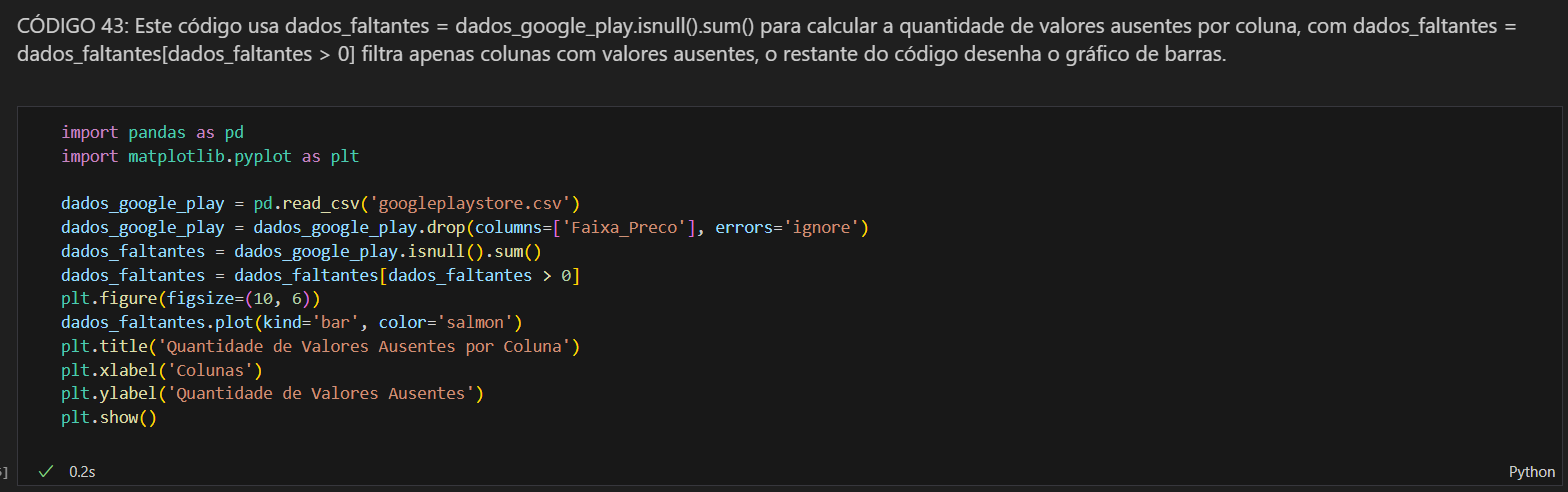 CÓDIGO 43: Este código usa dados_faltantes = dados_google_play.isnull().sum() para calcular a quantidade de valores ausentes por coluna, com dados_faltantes =
dados_faltantes[dados_faltantes > 0] filtra apenas colunas com valores ausentes, o restante do código desenha o gráfico de barras.
import pandas as pd
import matplotlib.pyplot as plt
dados_google_play = pd.read_csv('googleplaystore.csv')
dados_google_play = dados_google_play.drop(columns=['Faixa_Preco'], errors='ignore')
dados_faltantes = dados_google_play.isnull().sum()
dados_faltantes = dados_faltantes[dados_faltantes > 0]
plt.figure(figsize=(10, 6))
dados_faltantes.plot(kind='bar', color='salmon')
plt.title('Quantidade de Valores Ausentes por Coluna')
plt.xlabel('Colunas')
plt.ylabel('Quantidade de Valores Ausentes')
plt.show()
] ✓ 0.2s Python